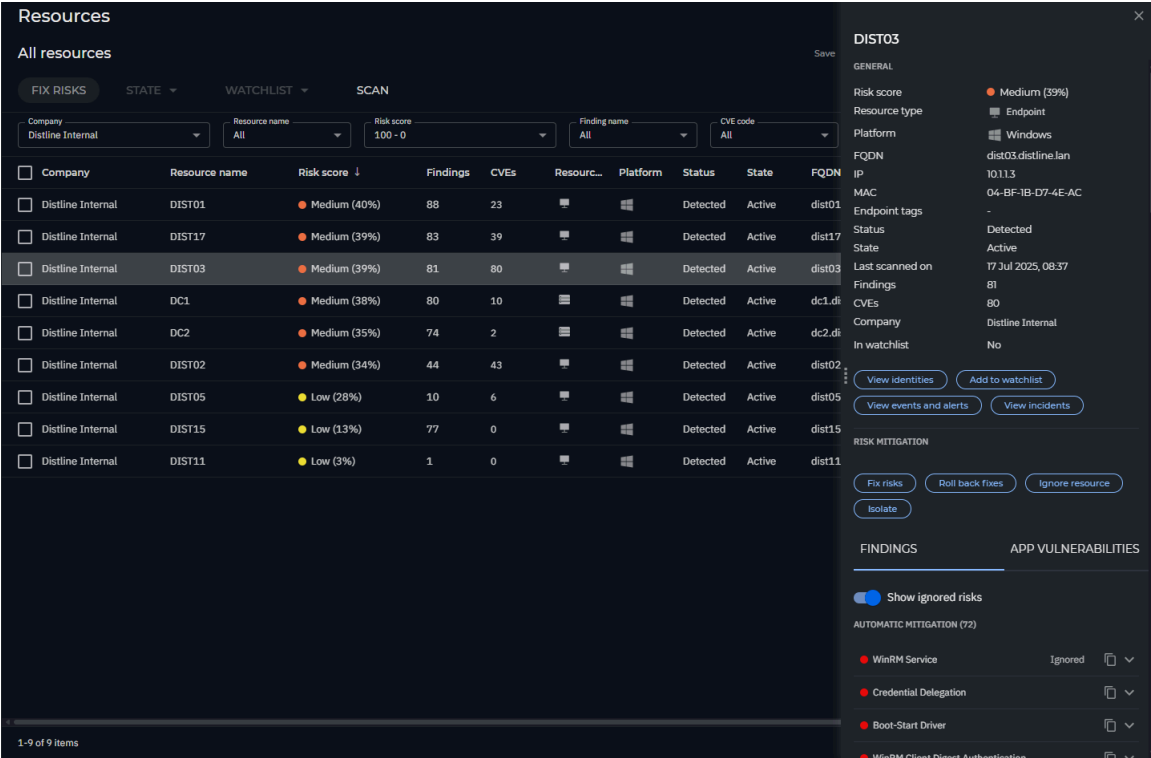 Resources
All resources
Save
FIX RISKS STATE WATCHLIST SCAN
Company Resource name Risk score Finding name CVE code
Distline Internal All 100 - 0 All All
Company Resource name Risk score ↓ Findings CVEs Resourc... Platform Status State FQDN
Distline Internal DIST01 Medium (40%) 88 23 Detected Active dist01
Distline Internal DIST17 Medium (39%) 83 39 Detected Active dist17
Distline Internal DIST03 Medium (39%) 81 80 Detected Active dist03
Distline Internal DC1 Medium (38%) 80 10 Detected Active dc1.di
Distline Internal DC2 Medium (35%) 74 2 Detected Active dc2.di
Distline Internal DIST02 Medium (34%) 44 43 Detected Active dist02
Distline Internal DIST05 Low (28%) 10 6 Detected Active dist05
Distline Internal DIST15 Low (13%) 77 0 Detected Active dist15
Distline Internal DIST11 Low (3%) 1 0 Detected Active dist11
1-9 of 9 items
DIST03
GENERAL
Risk score Medium (39%)
Resource type Endpoint
Platform Windows
FQDN dist03.distline.lan
IP 10.1.1.3
MAC 04-BF-1B-D7-4E-AC
Endpoint tags -
Status Detected
State Active
Last scanned on 17 Jul 2025, 08:37
Findings 81
CVEs 80
Company Distline Internal
In watchlist No
View identities Add to watchlist
View events and alerts View incidents
RISK MITIGATION
Fix risks Roll back fixes Ignore resource
Isolate
FINDINGS APP VULNERABILITIES
Show ignored risks
AUTOMATIC MITIGATION (72)
WinRM Service Ignored
Credential Delegation
Boot-Start Driver
WinRM Client Digest Authentication